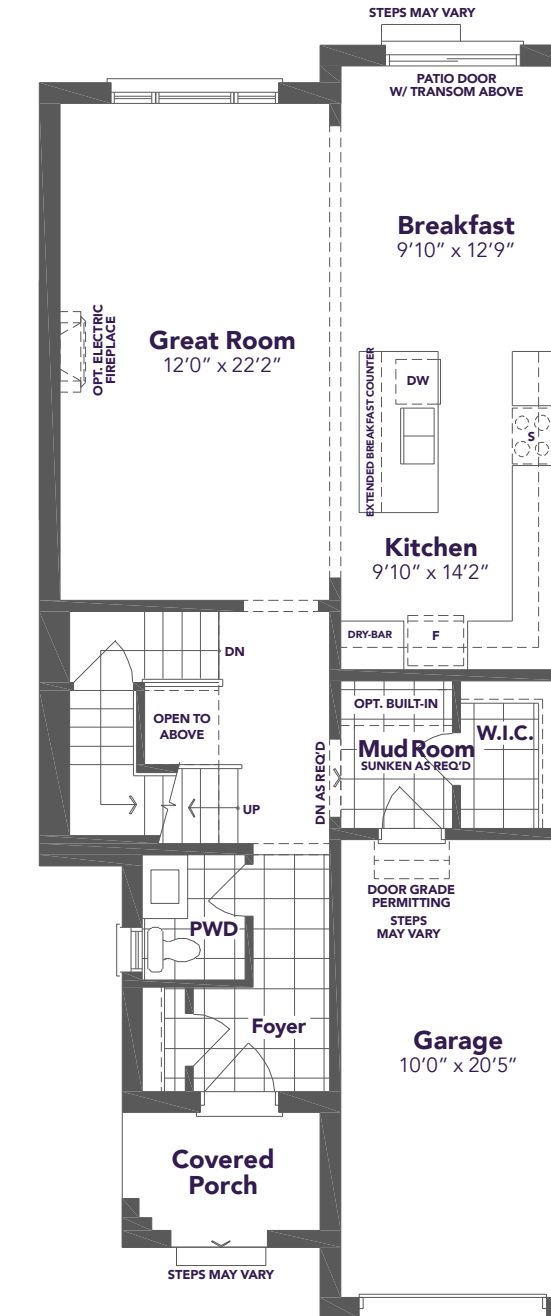 STEPS MAY VARY
PATIO DOOR
W/ TRANSOM ABOVE
Breakfast
9'10" x 12'9"
OPT. ELECTRIC
FIREPLACE
Great Room
12'0" x 22'2"
EXTENDED BREAKFAST COUNTER
DW
S
Kitchen
9'10" x 14'2"
DRY-BAR
F
DN
OPEN TO
ABOVE
UP
DN AS REQ'D
OPT. BUILT-IN
W.I.C.
Mud Room
SUNKEN AS REQ'D
DOOR GRADE
PERMITTING
STEPS
MAY VARY
PWD
Foyer
Garage
10'0" x 20'5"
Covered
Porch
STEPS MAY VARY